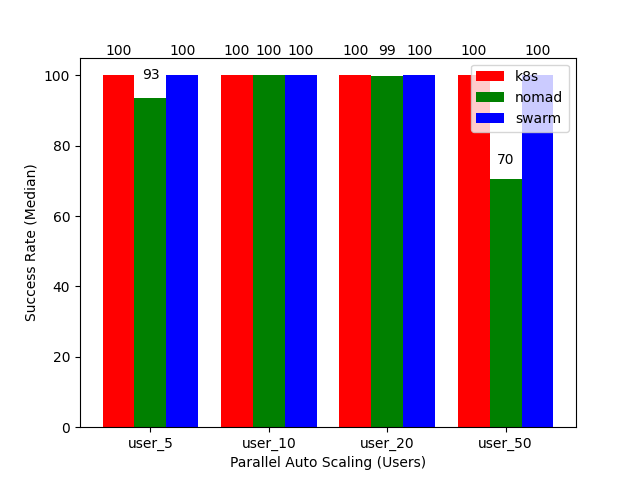 100 100 100 100 100 100 99 100 100 100
93
70
k8s
nomad
swarm
100
80
60
40
20
0
Success Rate (Median)
user_5 user_10 user_20 user_50
Parallel Auto Scaling (Users)